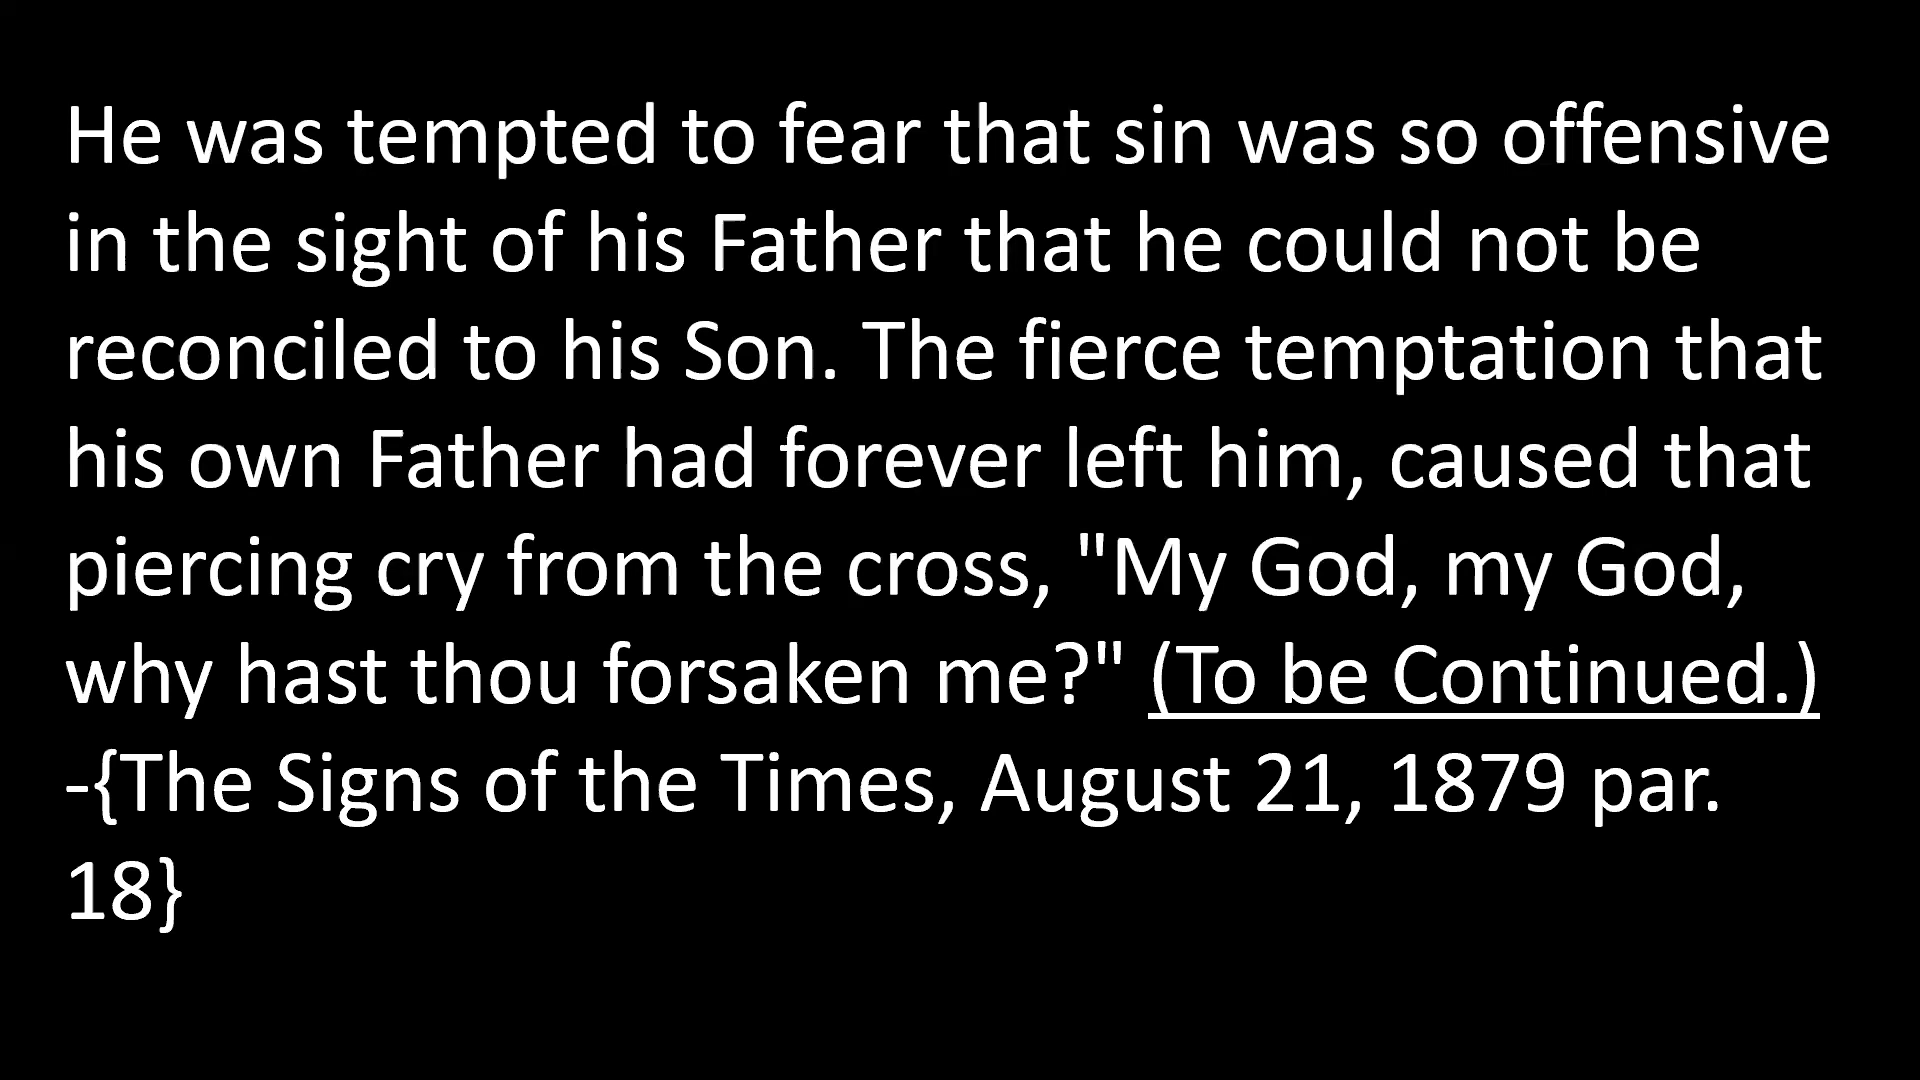 He was tempted to fear that sin was so offensive
in the sight of his Father that he could not be
reconciled to his Son. The fierce temptation that
his own Father had forever left him, caused that
piercing cry from the cross, "My God, my God,
why hast thou forsaken me?" (To be Continued.)
-{The Signs of the Times, August 21, 1879 par.
18}